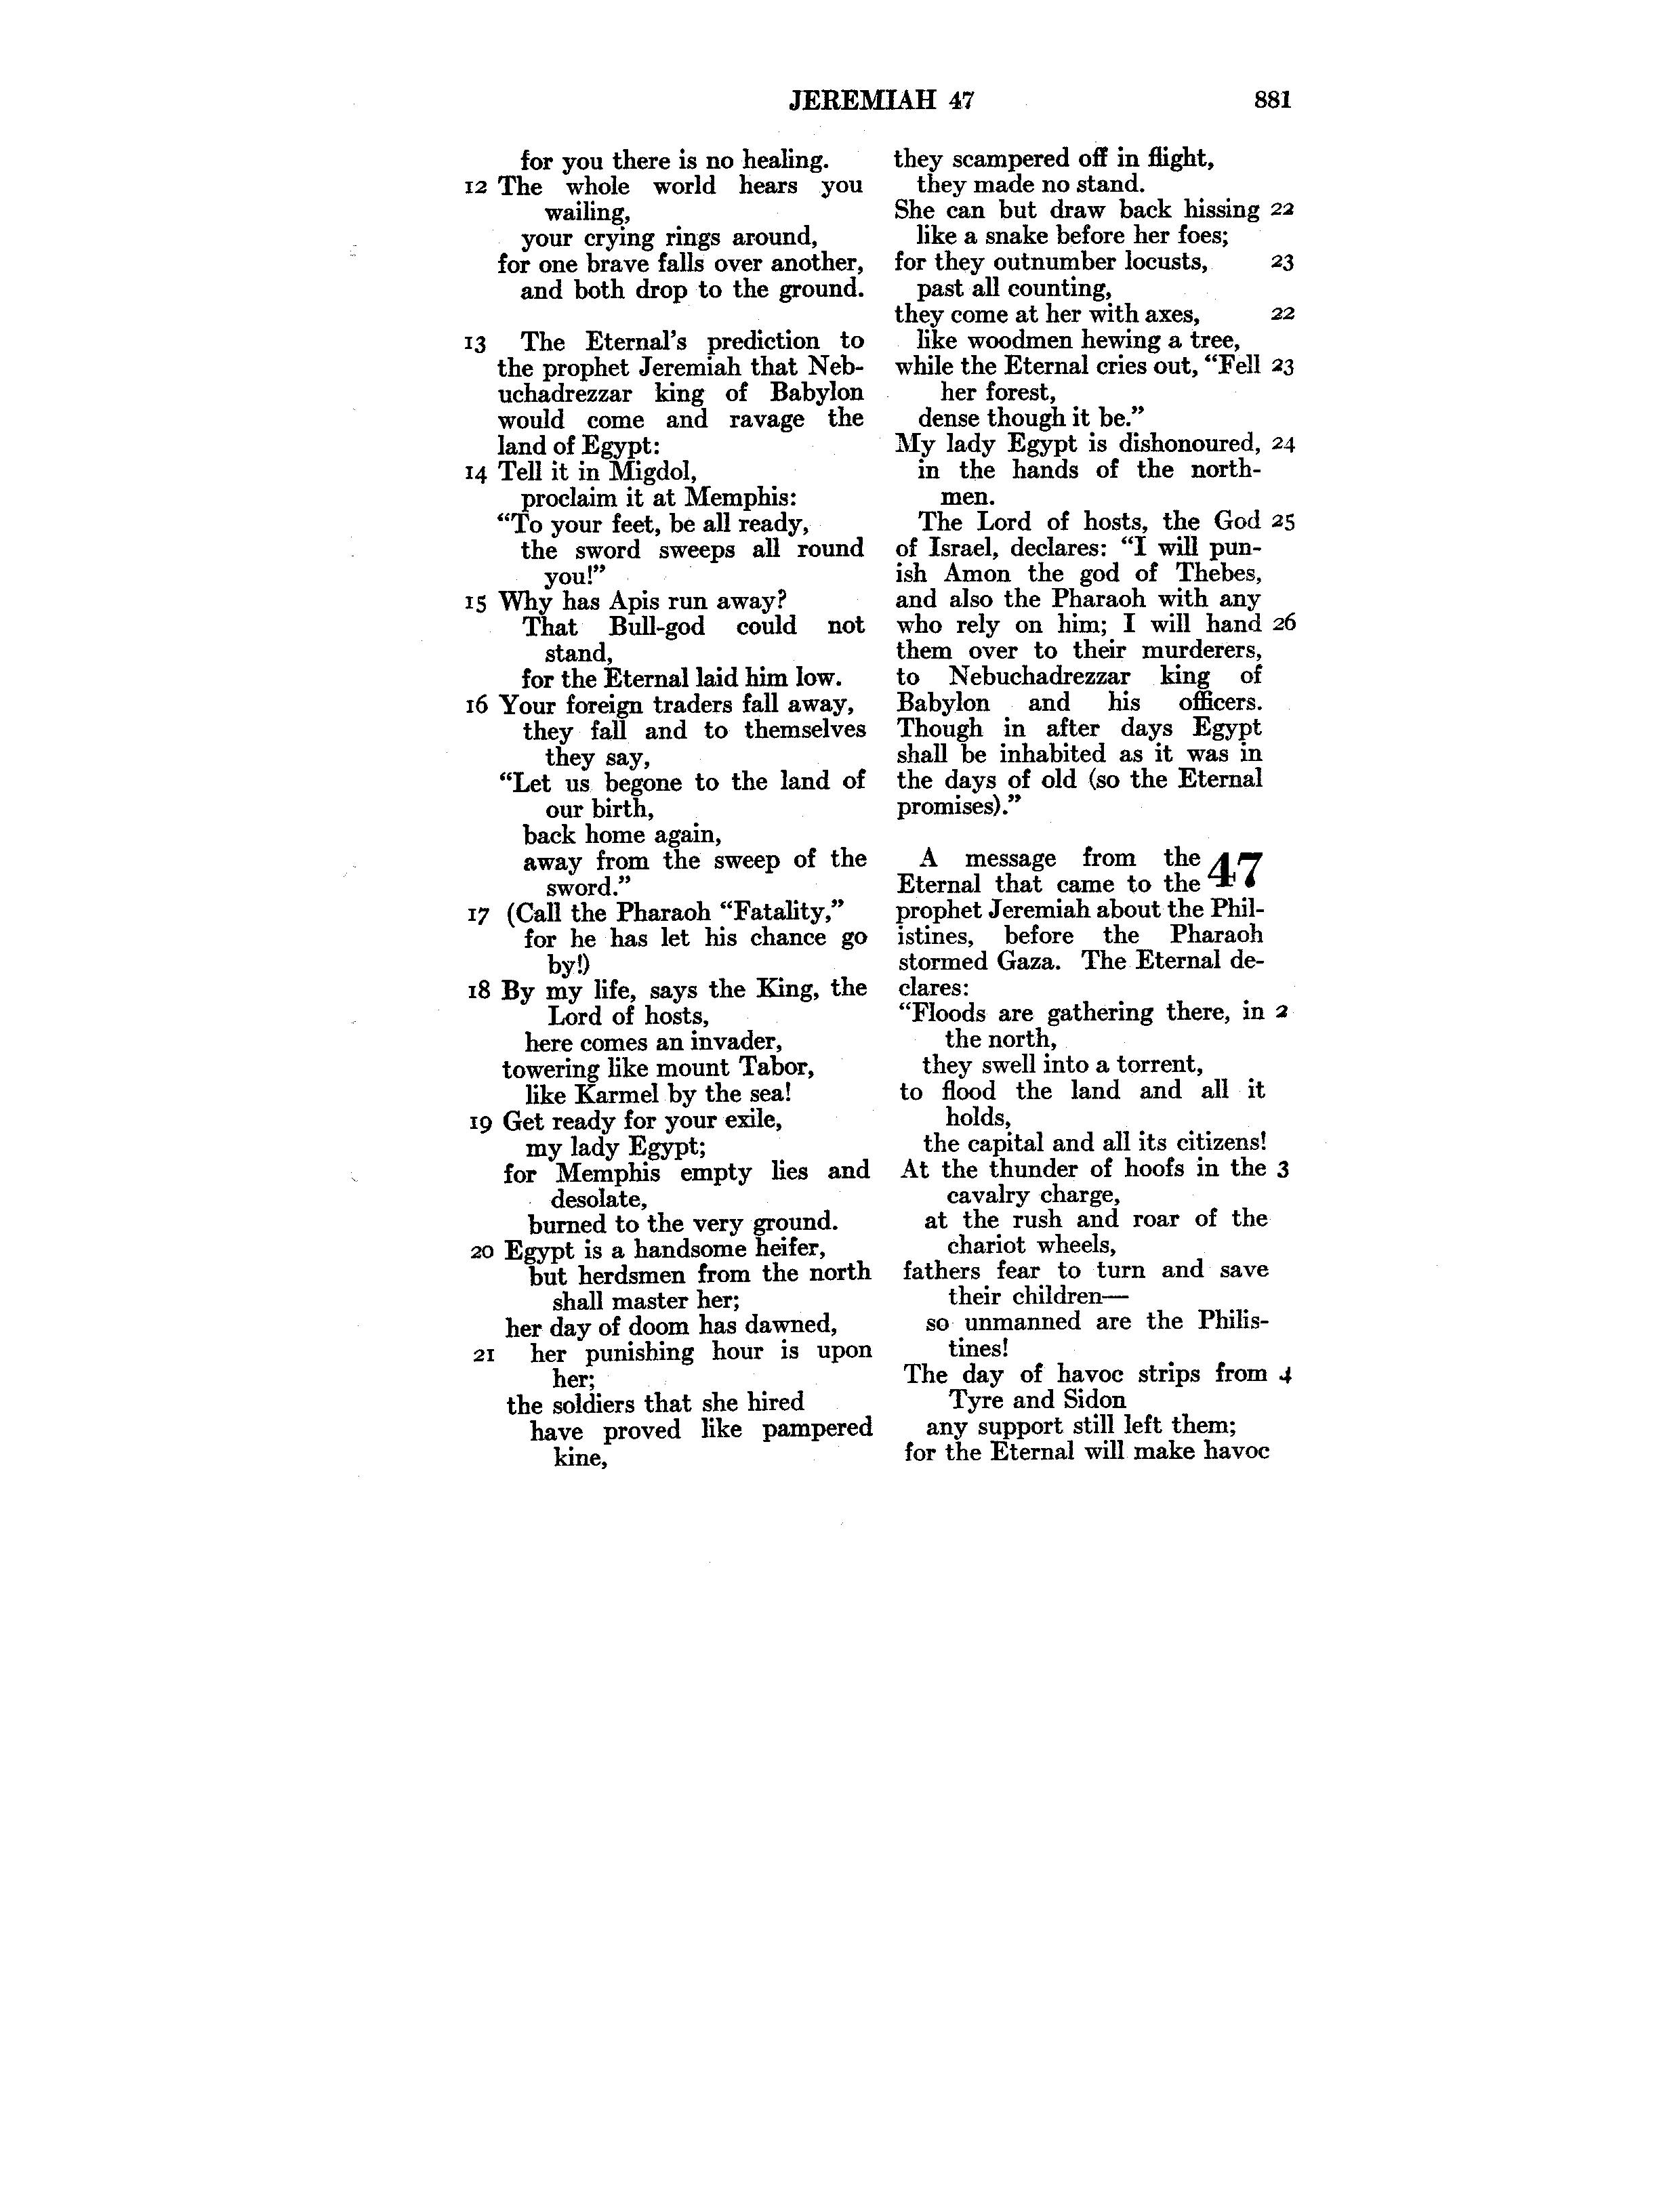 JEREMIAH 47 881
for you there is no healing.
12 The whole world hears you
wailing,
your crying rings around,
for one brave falls over another,
and both drop to the ground.
13 The Eternal's prediction to
the prophet Jeremiah that Neb-
uchadrezzar king of Babylon
would come and ravage the
land of Egypt:
14 Tell it in Migdol,
proclaim it at Memphis:
“To your feet, be all ready,
the sword sweeps all round
you!”
15 Why has Apis run away?
That Bull-god could not
stand,
for the Eternal laid him low.
16 Your foreign traders fall away,
they fall and to themselves
they say,
“Let us begone to the land of
our birth,
back home again,
away from the sweep of the
sword.”
17 (Call the Pharaoh “Fatality,”
for he has let his chance go
by!)
18 By my life, says the King, the
Lord of hosts,
here comes an invader,
towering like mount Tabor,
like Karmel by the sea!
19 Get ready for your exile,
my lady Egypt;
for Memphis empty lies and
desolate,
burned to the very ground.
20 Egypt is a handsome heifer,
but herdsmen from the north
shall master her;
her day of doom has dawned,
21 her punishing hour is upon
her;
the soldiers that she hired
have proved like pampered
kine,
they scampered off in flight,
they made no stand.
She can but draw back hissing 22
like a snake before her foes;
for they outnumber locusts, 23
past all counting,
they come at her with axes, 22
like woodmen hewing a tree,
while the Eternal cries out, “Fell 23
her forest,
dense though it be.”
My lady Egypt is dishonoured, 24
in the hands of the north-
men.
The Lord of hosts, the God 25
of Israel, declares: “I will pun-
ish Amon the god of Thebes,
and also the Pharaoh with any
who rely on him; I will hand 26
them over to their murderers,
to Nebuchadrezzar king of
Babylon and his officers.
Though in after days Egypt
shall be inhabited as it was in
the days of old (so the Eternal
promises).”
A message from the 47
Eternal that came to the
prophet Jeremiah about the Phil-
istines, before the Pharaoh
stormed Gaza. The Eternal de-
clares:
“Floods are gathering there, in 2
the north,
they swell into a torrent,
to flood the land and all it
holds,
the capital and all its citizens!
At the thunder of hoofs in the 3
cavalry charge,
at the rush and roar of the
chariot wheels,
fathers fear to turn and save
their children—
so unmanned are the Philis-
tines!
The day of havoc strips from 4
Tyre and Sidon
any support still left them;
for the Eternal will make havoc